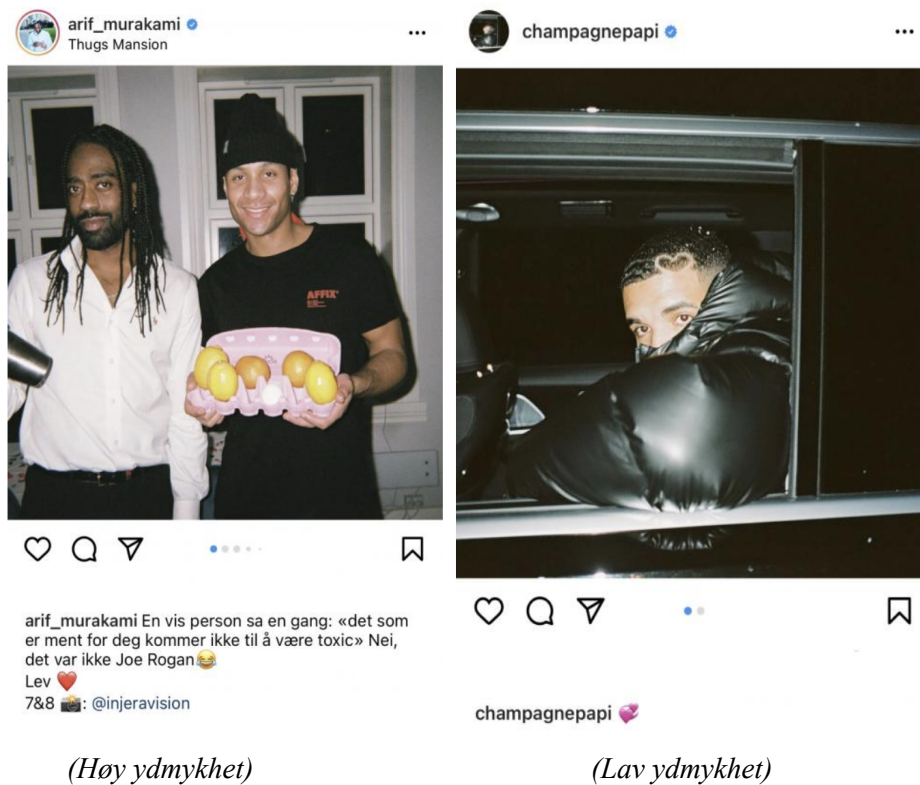 arif_murakami
Thugs Mansion
AFFIX
arif_murakami En vis person sa en gang: «det som
er ment for deg kommer ikke til å være toxic» Nei,
det var ikke Joe Rogan😂
Lev ❤️
7&8 📸: @injeravision
(Høy ydmykhet)
champagnepapi
champagnepapi 💞
(Lav ydmykhet)